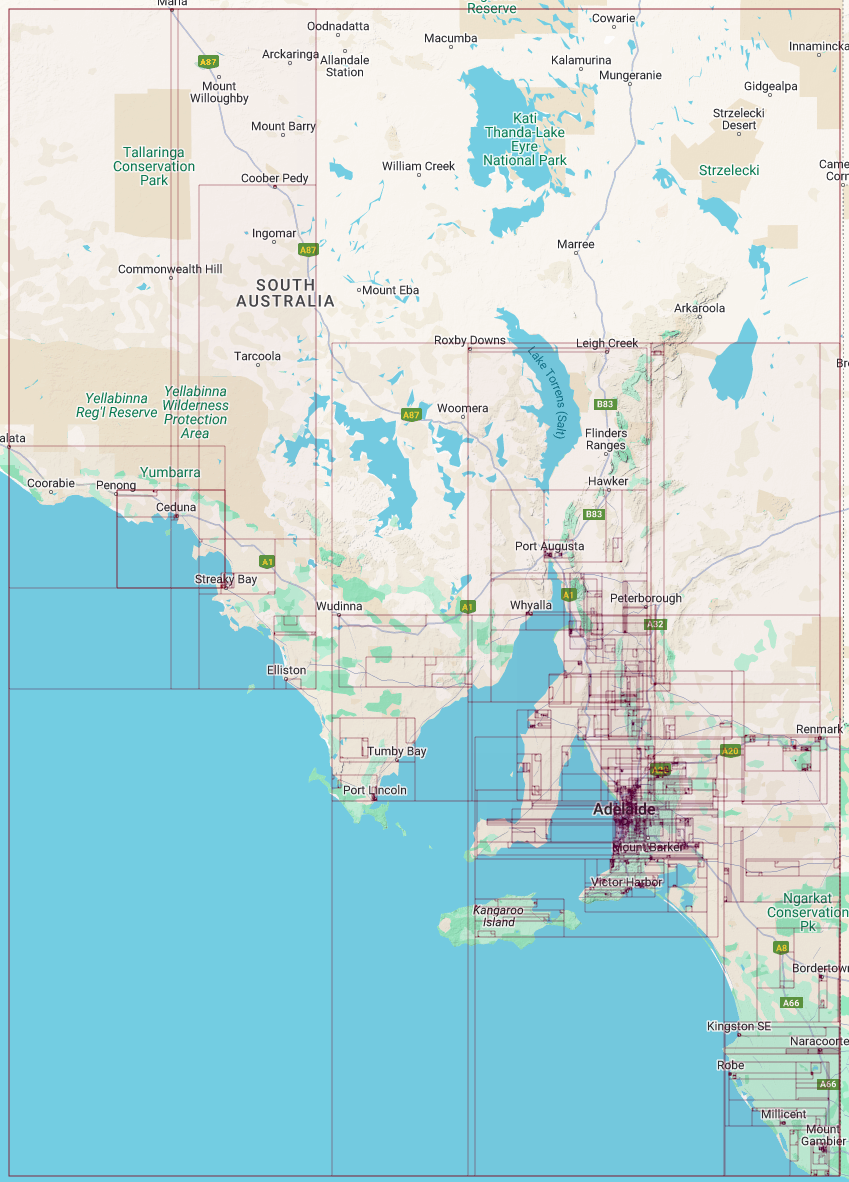 Marla
Reserve
Cowarie
Oodnadatta
Macumba
Innamincka
Arckaringa
Allandale
Station
Kalamurina
A87
Mungeranie
Mount
Willoughby
Gidgealpa
Strzelecki
Desert
Kati
Thanda-Lake
Eyre
National Park
Mount Barry
Tallaringa
Conservation
Park
William Creek
Strzelecki
Came
Corn
Coober Pedy
Ingomar
A87
Marree
Commonwealth Hill
SOUTH
AUSTRALIA
Mount Eba
Arkaroola
Roxby Downs
Leigh Creek
Tarcoola
Lake Torrens (Salt)
Bro
Yellabinna
Reg'l Reserve
Yellabinna
Wilderness
Protection
Area
A87
Woomera
B83
Flinders
Ranges
alata
Yumbarra
Coorabie
Penong
Hawker
Ceduna
B83
Port Augusta
A1
Streaky Bay
Wudinna
A1
Whyalla
A1
Peterborough
A32
Elliston
Renmark
Tumby Bay
A20
Port Lincoln
Adelaide
Mount Barker
Victor Harbor
Kangaroo
Island
Ngarkat
Conservation
Pk
A8
Bordertow
A66
Kingston SE
Naracoorte
Robe
A66
Millicent
Mount
Gambier